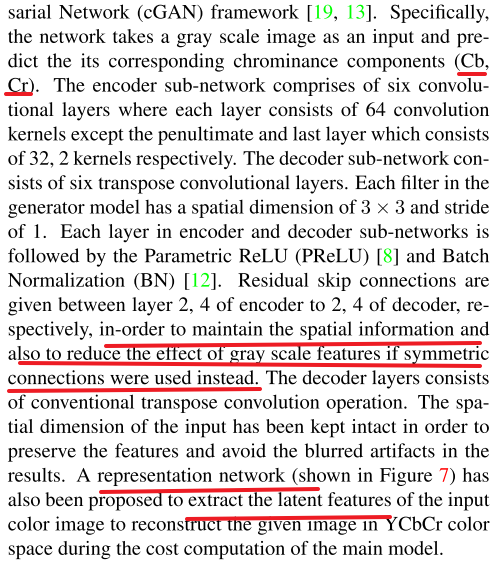 sarial Network (cGAN) framework [19, 13]. Specifically,
the network takes a gray scale image as an input and pre-
dict the its corresponding chrominance components (Cb,
Cr). The encoder sub-network comprises of six convolu-
tional layers where each layer consists of 64 convolution
kernels except the penultimate and last layer which consists
of 32, 2 kernels respectively. The decoder sub-network con-
sists of six transpose convolutional layers. Each filter in the
generator model has a spatial dimension of 3 × 3 and stride
of 1. Each layer in encoder and decoder sub-networks is
followed by the Parametric ReLU (PReLU) [8] and Batch
Normalization (BN) [12]. Residual skip connections are
given between layer 2, 4 of encoder to 2, 4 of decoder, re-
spectively, in-order to maintain the spatial information and
also to reduce the effect of gray scale features if symmetric
connections were used instead. The decoder layers consists
of conventional transpose convolution operation. The spa-
tial dimension of the input has been kept intact in order to
preserve the features and avoid the blurred artifacts in the
results. A representation network (shown in Figure 7) has
also been proposed to extract the latent features of the input
color image to reconstruct the given image in YCbCr color
space during the cost computation of the main model.